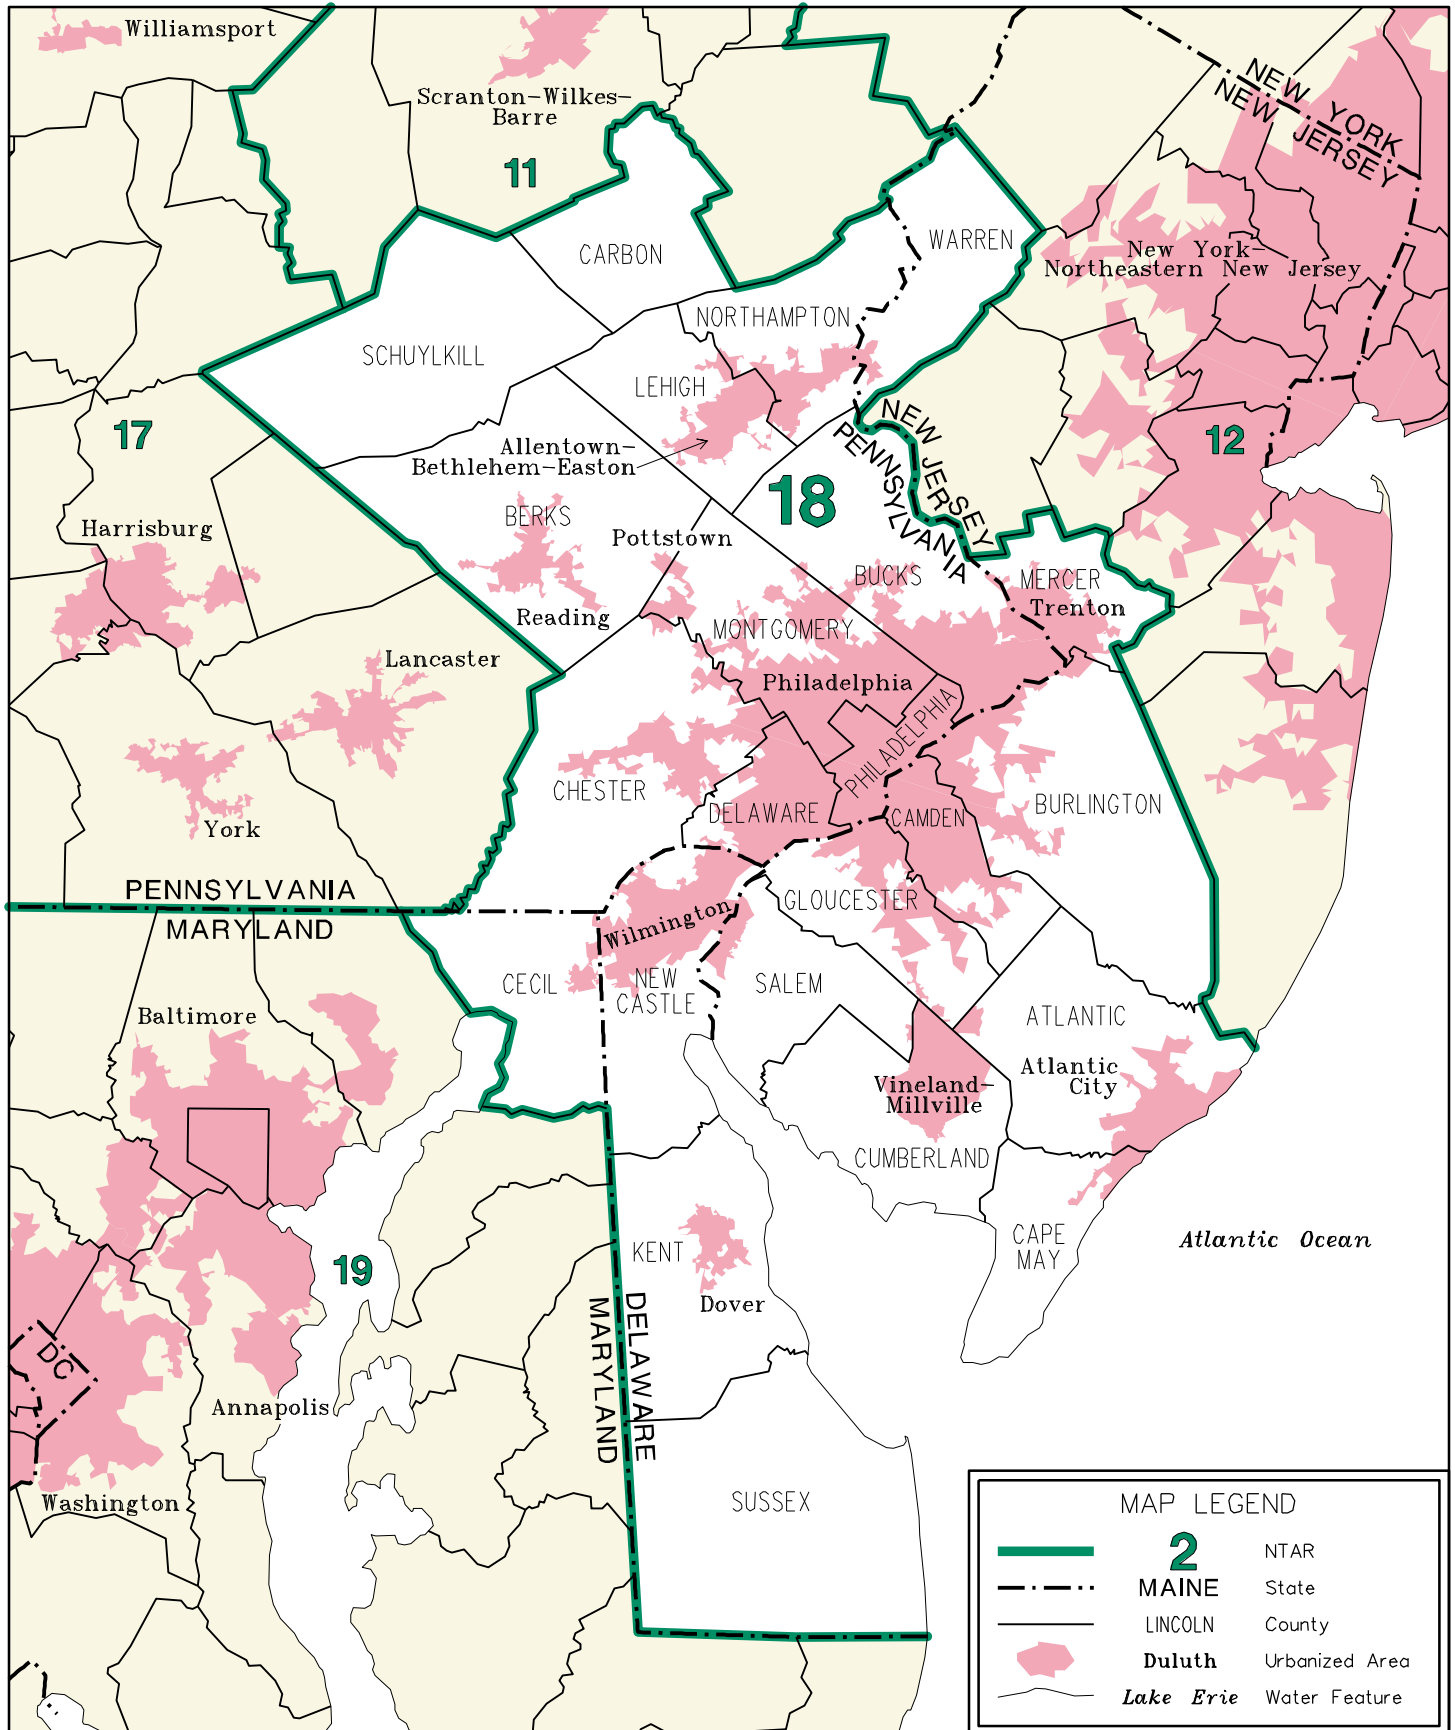 Williamsport
Scranton-Wilkes-
Barre
11
NEW YORK
NEW JERSEY
CARBON
WARREN
New York-
Northeastern New Jersey
NORTHAMPTON
SCHUYLKILL
LEHIGH
17
NEW JERSEY
PENNSYLVANIA
12
Allentown-
Bethlehem-Easton
18
BERKS
Harrisburg
Pottstown
BUCKS
MERCER
Trenton
Reading
MONTGOMERY
Lancaster
Philadelphia
PHILADELPHIA
York
CHESTER
DELAWARE
CAMDEN
BURLINGTON
PENNSYLVANIA
MARYLAND
GLOUCESTER
Wilmington
CECIL
NEW
CASTLE
SALEM
Baltimore
ATLANTIC
Atlantic
City
Vineland-
Millville
CUMBERLAND
19
KENT
CAPE
MAY
Atlantic Ocean
Dover
DELAWARE
MARYLAND
DC
Annapolis
Washington
SUSSEX
MAP LEGEND
2 NTAR
MAINE State
LINCOLN County
Duluth Urbanized Area
Lake Erie Water Feature